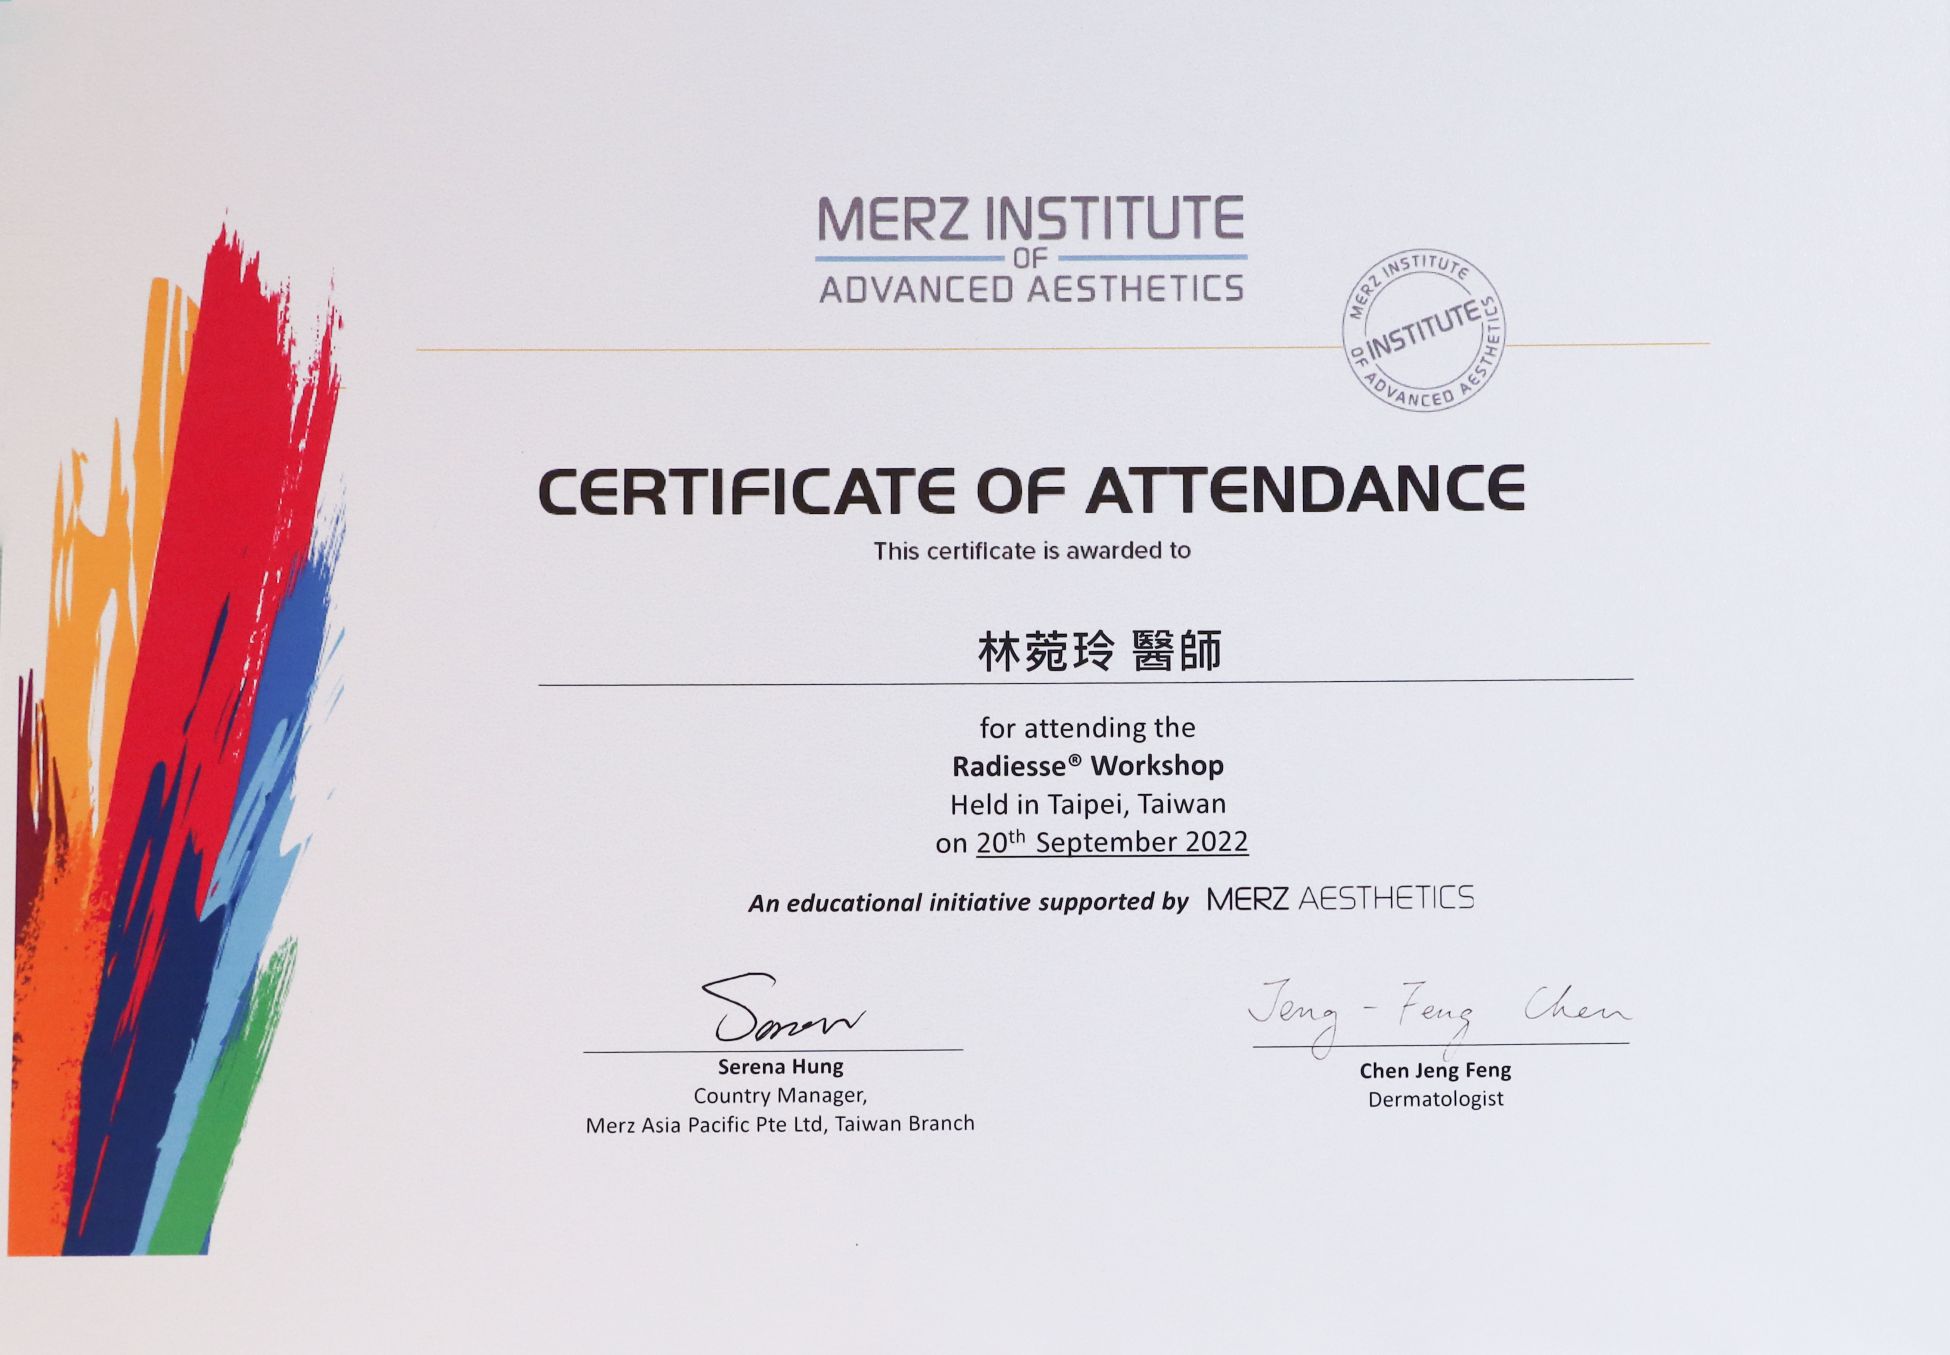 MERZ INSTITUTE
OF
ADVANCED AESTHETICS
MERZ INSTITUTE
INSTITUTE
OF ADVANCED AESTHETICS
CERTIFICATE OF ATTENDANCE
This certificate is awarded to
林菀玲 醫師
for attending the
Radiesse® Workshop
Held in Taipei, Taiwan
on 20th September 2022
An educational initiative supported by MERZ AESTHETICS
Jeng-Feng Chen
Serena Hung
Country Manager,
Merz Asia Pacific Pte Ltd, Taiwan Branch
Chen Jeng Feng
Dermatologist